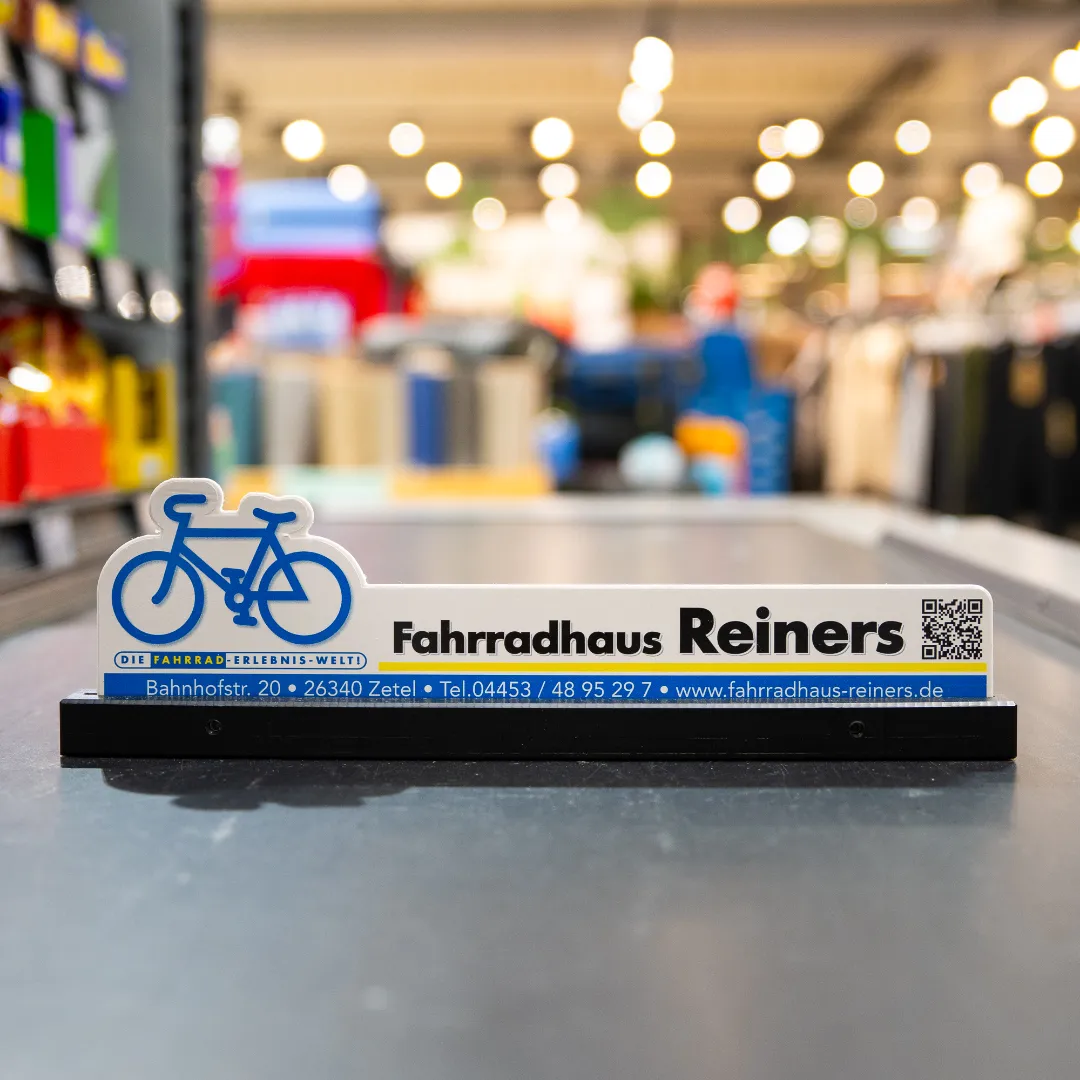 Fahrradhaus Reiners
DIE FAHRRAD-ERLEBNIS-WELT!
Bahnhofstr. 20 • 26340 Zetel • Tel.04453 / 48 95 29 7 • www.fahrradhaus-reiners.de